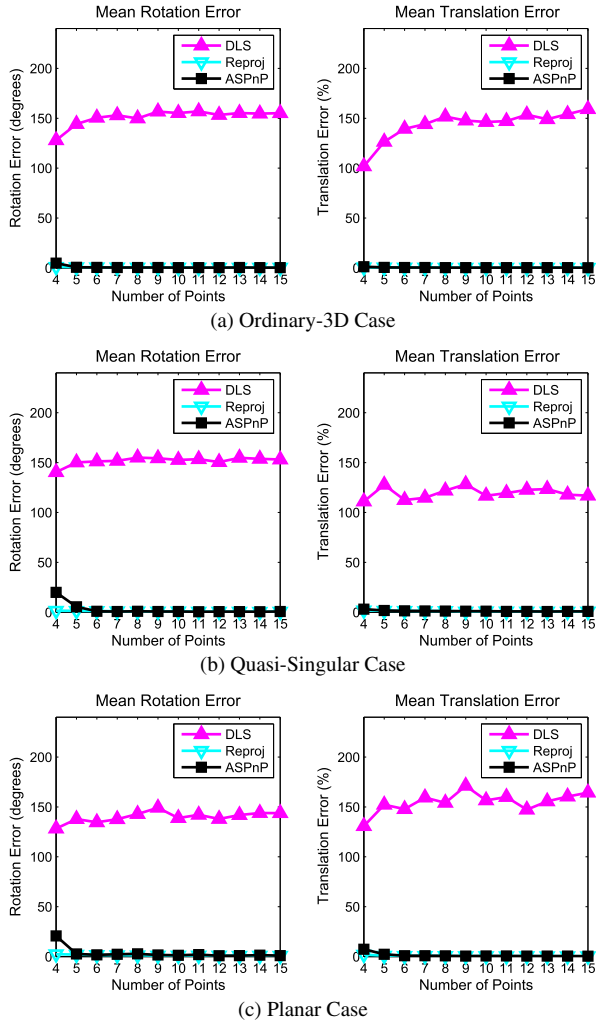 Mean Rotation Error
Mean Translation Error
DLS
Reproj
ASPnP
DLS
Reproj
ASPnP
Rotation Error (degrees)
200
150
100
50
0
4 5 6 7 8 9 10 11 12 13 14 15
Number of Points
Translation Error (%)
200
150
100
50
0
4 5 6 7 8 9 10 11 12 13 14 15
Number of Points
(a) Ordinary-3D Case
Mean Rotation Error
Mean Translation Error
DLS
Reproj
ASPnP
DLS
Reproj
ASPnP
Rotation Error (degrees)
200
150
100
50
0
4 5 6 7 8 9 10 11 12 13 14 15
Number of Points
Translation Error (%)
200
150
100
50
0
4 5 6 7 8 9 10 11 12 13 14 15
Number of Points
(b) Quasi-Singular Case
Mean Rotation Error
Mean Translation Error
DLS
Reproj
ASPnP
DLS
Reproj
ASPnP
Rotation Error (degrees)
200
150
100
50
0
4 5 6 7 8 9 10 11 12 13 14 15
Number of Points
Translation Error (%)
200
150
100
50
0
4 5 6 7 8 9 10 11 12 13 14 15
Number of Points
(c) Planar Case